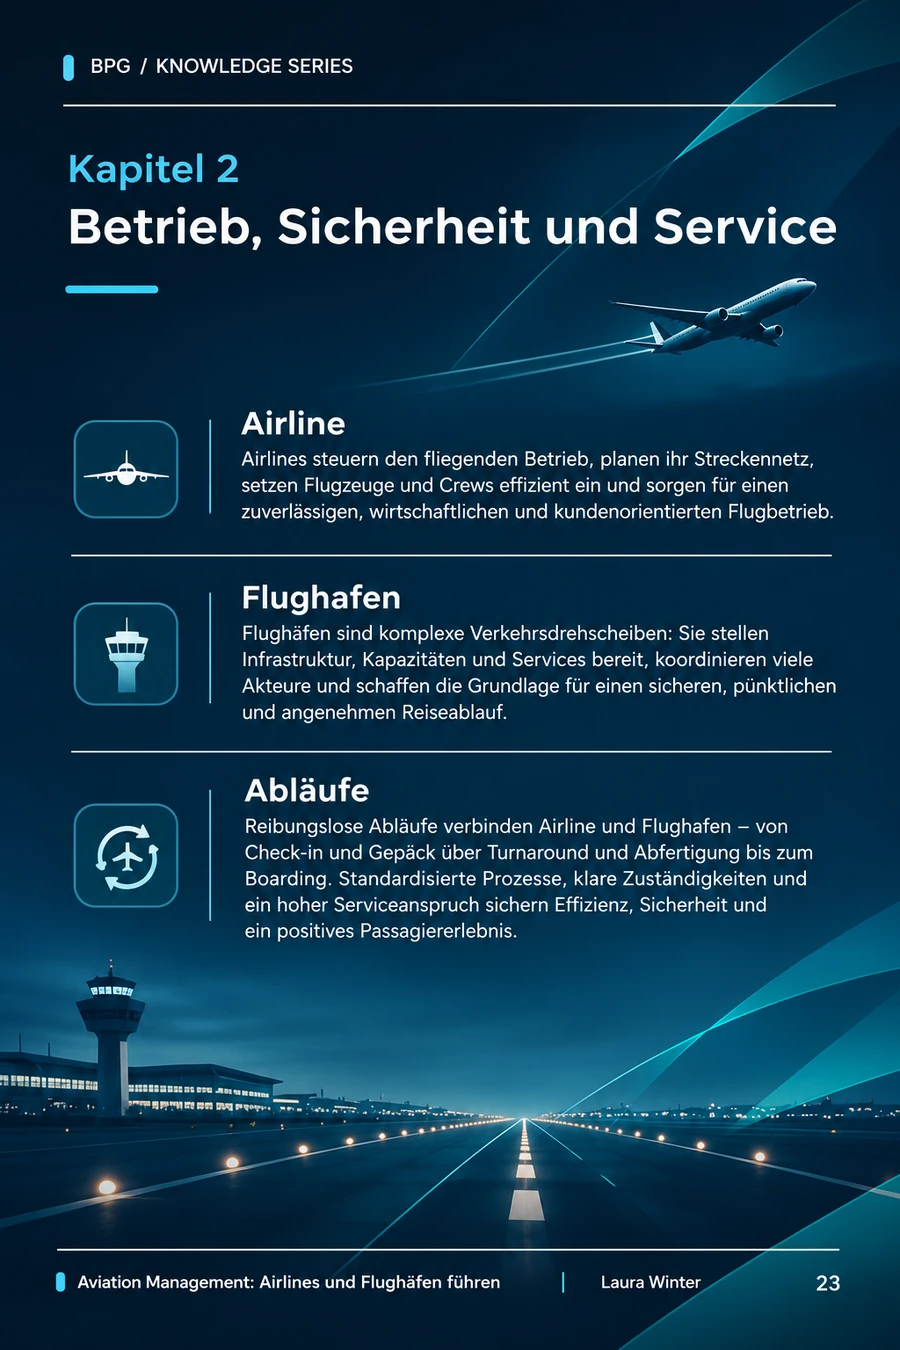 BPG / KNOWLEDGE SERIES
Kapitel 2
Betrieb, Sicherheit und Service
Airline
Airlines steuern den fliegenden Betrieb, planen ihr Streckennetz,
setzen Flugzeuge und Crews effizient ein und sorgen für einen
zuverlässigen, wirtschaftlichen und kundenorientierten Flugbetrieb.
Flughafen
Flughäfen sind komplexe Verkehrsdrehscheiben: Sie stellen
Infrastruktur, Kapazitäten und Services bereit, koordinieren viele
Akteure und schaffen die Grundlage für einen sicheren, pünktlichen
und angenehmen Reiseablauf.
Abläufe
Reibungslose Abläufe verbinden Airline und Flughafen – von
Check-in und Gepäck über Turnaround und Abfertigung bis zum
Boarding. Standardisierte Prozesse, klare Zuständigkeiten und
ein hoher Serviceanspruch sichern Effizienz, Sicherheit und
ein positives Passagiererlebnis.
Aviation Management: Airlines und Flughäfen führen | Laura Winter 23